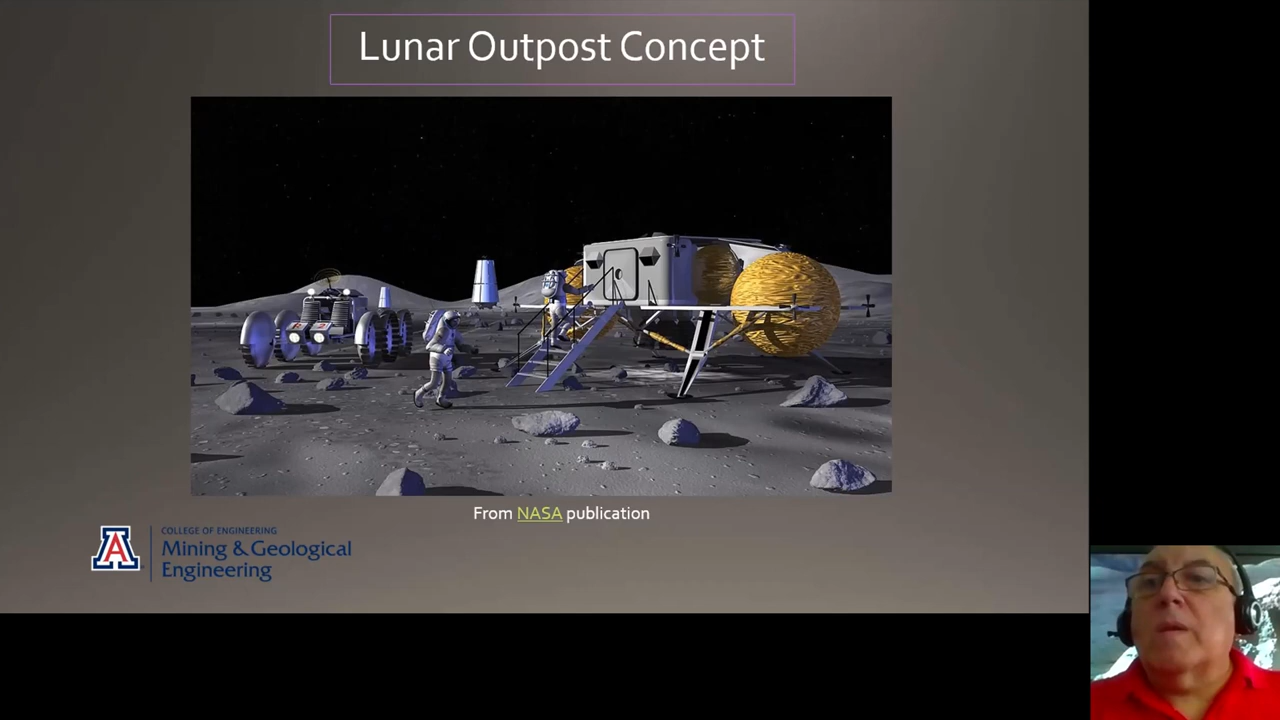 Lunar Outpost Concept
From NASA publication
A
COLLEGE OF ENGINEERING
Mining & Geological
Engineering